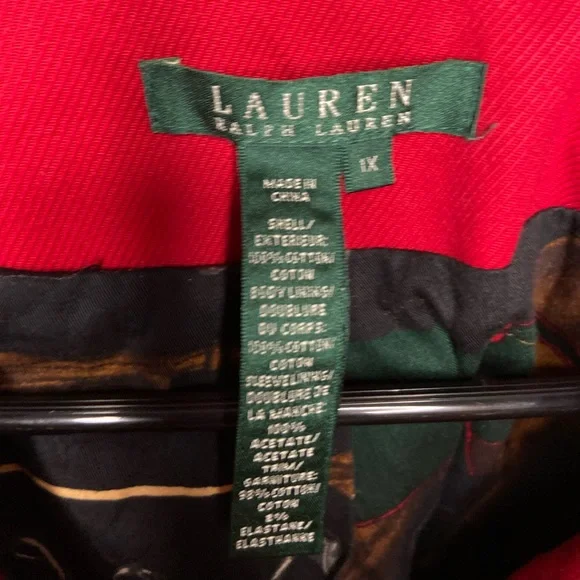 LAUREN
RALPH LAUREN
1X
MADE IN
CHINA
SHELL/
EXTERIEUR:
100% COTTON/
COTON
BODY LINING/
DOUBLURE
DU CORPS:
100% COTTON/
COTON
SLEEVE LINING/
DOUBLURE DE
LA MANCHE:
100%
ACETATE/
ACETATE
TRIM/
GARNITURE:
98% COTTON/
COTON
2%
ELASTANE/
ELASTHANNE